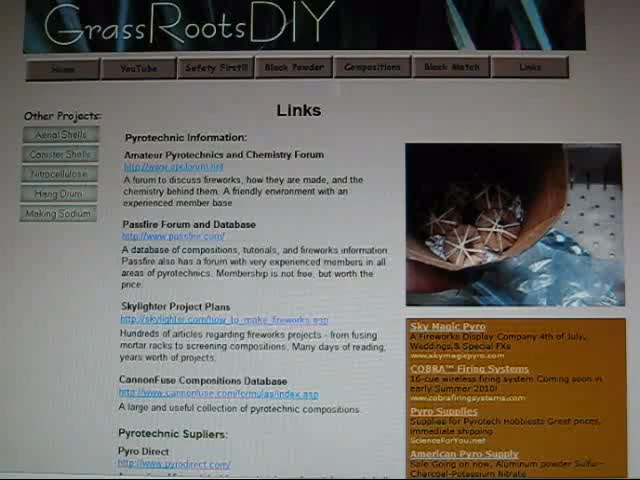 GrassRootsDIY
Home
YouTube
Safety First!!!
Black Powder
Compositions
Black Match
Links
Other Projects:
Aerial Shells
Canister Shells
Nitrocellulose
Hang Drum
Making Sodium
Links
Pyrotechnic Information:
Amateur Pyrotechnics and Chemistry Forum
http://www.apcforum.net
A forum to discuss fireworks, how they are made, and the
chemistry behind them. A friendly environment with an
experienced member base
Passfire Forum and Database
http://www.passfire.com/
A database of compositions, tutorials, and fireworks information.
Passfire also has a forum with very experienced members in all
areas of pyrotechnics. Membership is not free, but worth the
price.
Skylighter Project Plans
http://skylighter.com/how_to_make_fireworks.asp
Hundreds of articles regarding fireworks projects - from fusing
mortar racks to screening compositions. Many days of reading,
years worth of projects.
CannonFuse Compositions Database
http://www.cannonfuse.com/formulas/index.asp
A large and useful collection of pyrotechnic compositions.
Pyrotechnic Supliers:
Pyro Direct
http://www.pyrodirect.com/
Sky Magic Pyro
A Fireworks Display Company 4th of July,
Weddings,& Special FXs
www.skymagicpyro.com
COBRA™ Firing Systems
16-cue wireless firing system Coming soon in
early Summer 2010!
www.cobrafiringsystems.com
Pyro Supplies
Supplies for Pyrotech Hobbiests Great prices,
immediate shipping
ScienceForYou.net
American Pyro Supply
Sale Going on now, Aluminum powder Sulfur-
Charcoal-Potassium Nitrate